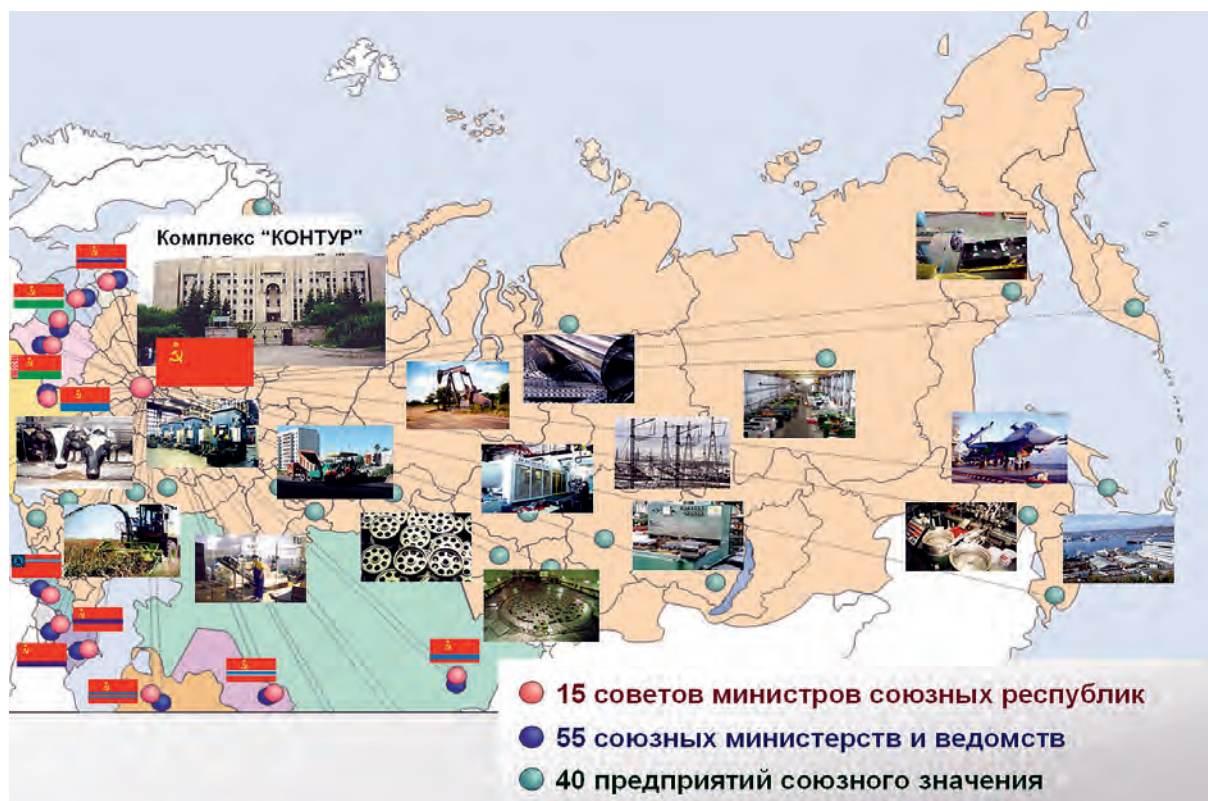 Комплекс “КОНТУР”
15 советов министров союзных республик
55 союзных министерств и ведомств
40 предприятий союзного значения